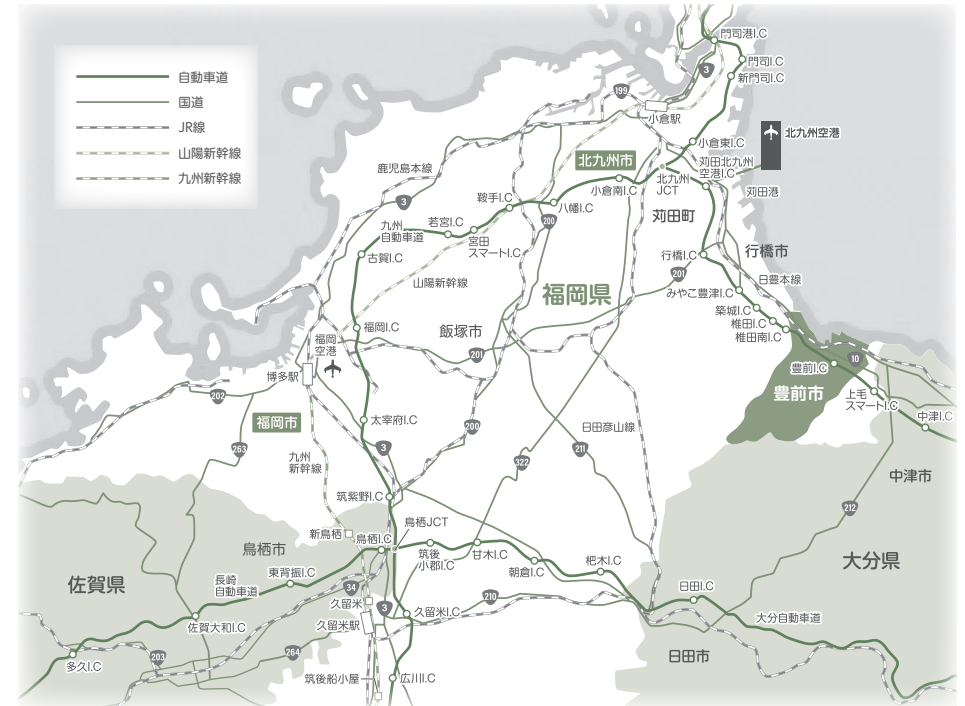 自動車道
国道
JR線
山陽新幹線
九州新幹線
門司港I.C
門司I.C
新門司I.C
3
199
小倉駅
北九州空港
小倉東I.C
苅田北九州
空港I.C
北九州市
鹿児島本線
小倉南I.C
北九州
JCT
苅田港
3
鞍手I.C
八幡I.C
苅田町
200
若宮I.C
九州
自動車道
宮田
スマートI.C
古賀I.C
行橋I.C
行橋市
201
日豊本線
山陽新幹線
福岡県
みやこ豊津I.C
築城I.C
椎田I.C
椎田南I.C
福岡I.C
飯塚市
福岡
空港
201
10
博多駅
豊前I.C
豊前市
202
上毛
スマートI.C
中津I.C
福岡市
太宰府I.C
200
日田彦山線
263
3
211
九州
新幹線
322
中津市
筑紫野I.C
212
鳥栖JCT
新鳥栖
鳥栖I.C
鳥栖市
筑後
小郡I.C
甘木I.C
大分県
朝倉I.C
杷木I.C
佐賀県
東背振I.C
長崎
自動車道
34
日田I.C
210
久留米
3
久留米I.C
大分自動車道
佐賀大和I.C
久留米駅
203
264
日田市
多久I.C
筑後船小屋
広川I.C